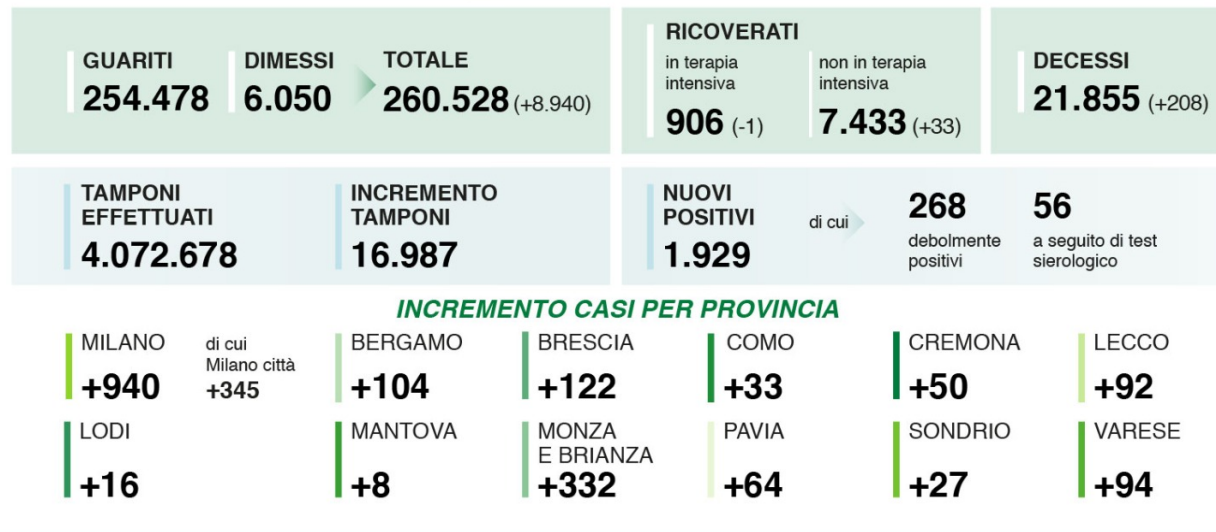 GUARITI
254.478
DIMESSI
6.050
TOTALE
260.528 (+8.940)
RICOVERATI
in terapia
intensiva
906 (-1)
non in terapia
intensiva
7.433 (+33)
DECESSI
21.855 (+208)
TAMPONI
EFFETTUATI
4.072.678
INCREMENTO
TAMPONI
16.987
NUOVI
POSITIVI
1.929
di cui
268
debolmente
positivi
56
a seguito di test
sierologico
INCREMENTO CASI PER PROVINCIA
MILANO
+940
di cui
Milano città
+345
BERGAMO
+104
BRESCIA
+122
COMO
+33
CREMONA
+50
LECCO
+92
LODI
+16
MANTOVA
+8
MONZA
E BRIANZA
+332
PAVIA
+64
SONDRIO
+27
VARESE
+94